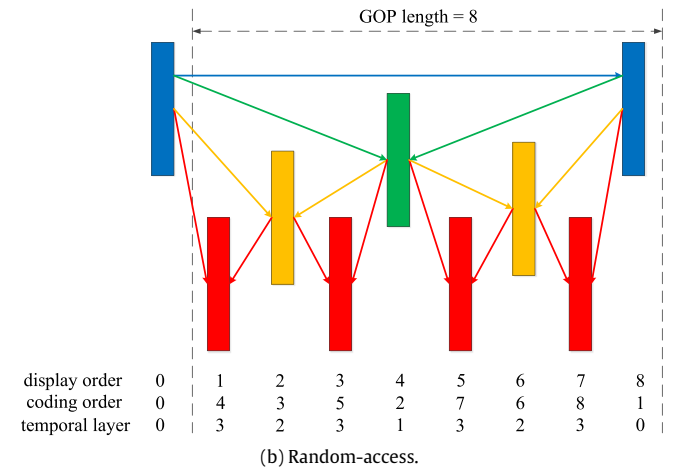 GOP length = 8
display order 0 1 2 3 4 5 6 7 8
coding order 0 4 3 5 2 7 6 8 1
temporal layer 0 3 2 3 1 3 2 3 0
(b) Random-access.